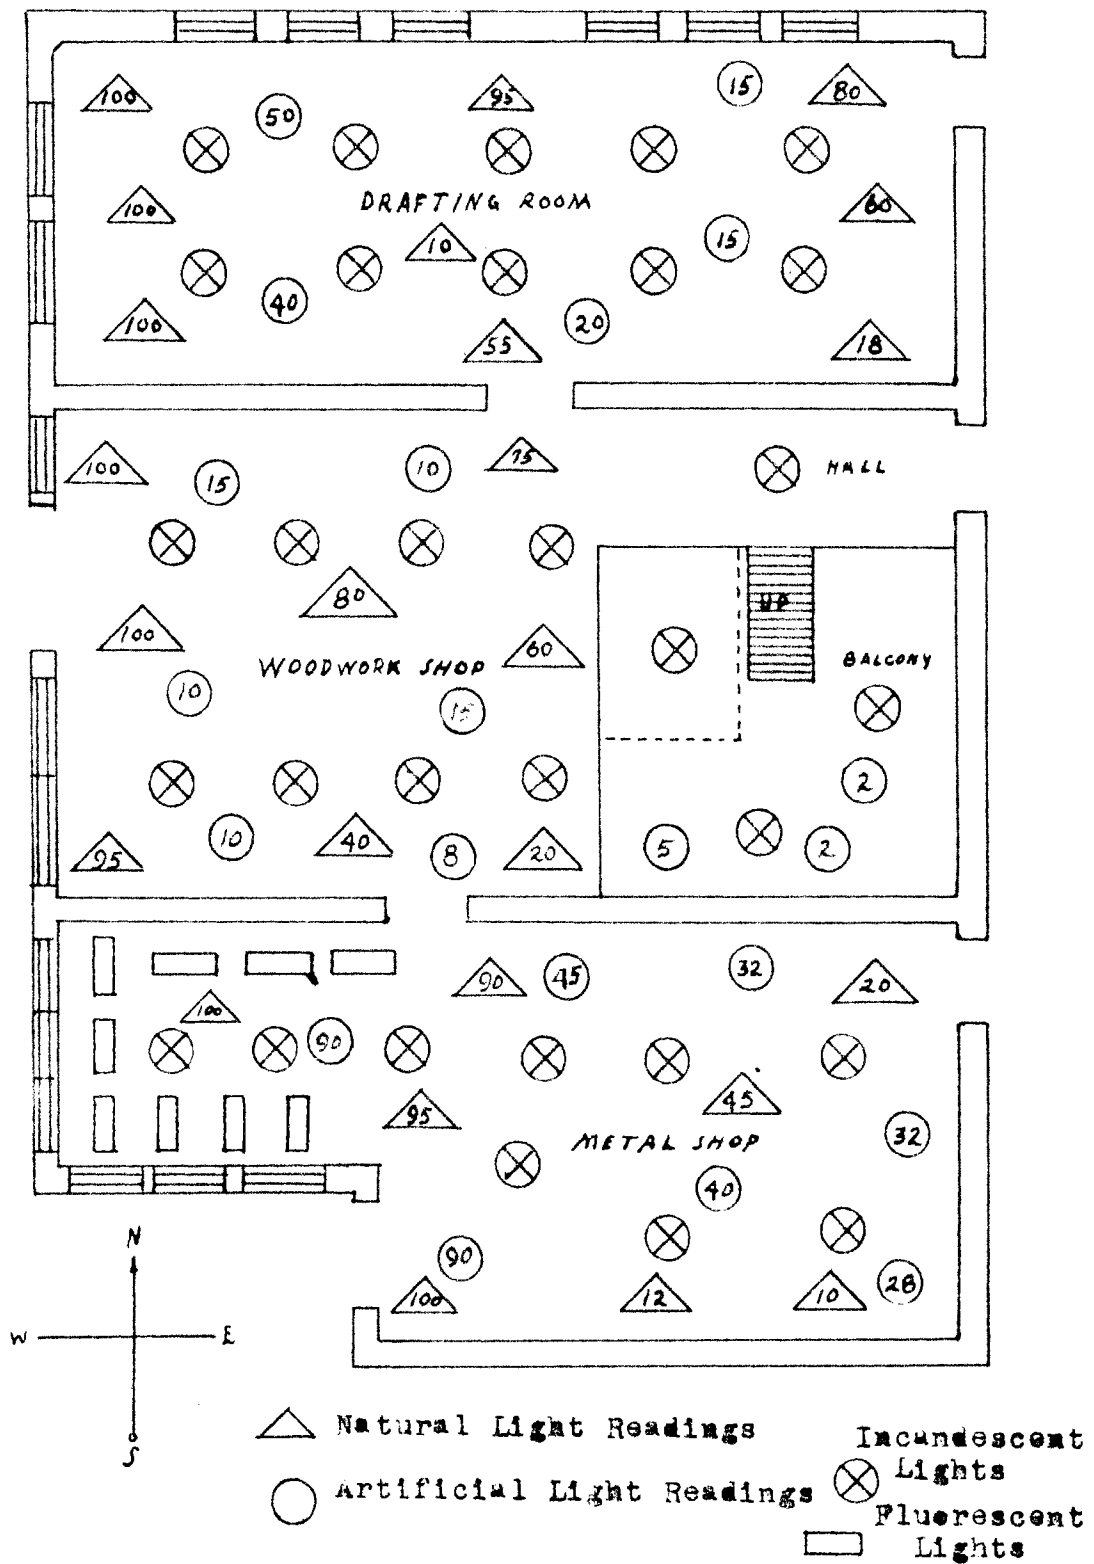 15
100 95 80
50
DRAFTING ROOM
100 60
10 15
40
100 20
55 18
100 15 10 75 HALL
80 UP
100 60
WOODWORK SHOP BALCONY
10 15
2
10 40 8 20 5 2
95
90 45 32 20
100
90
95 45
32
METAL SHOP
40
90
100 12 10 28
N
W E
S
Natural Light Readings
Artificial Light Readings
Incandescent
Lights
Fluorescent
Lights